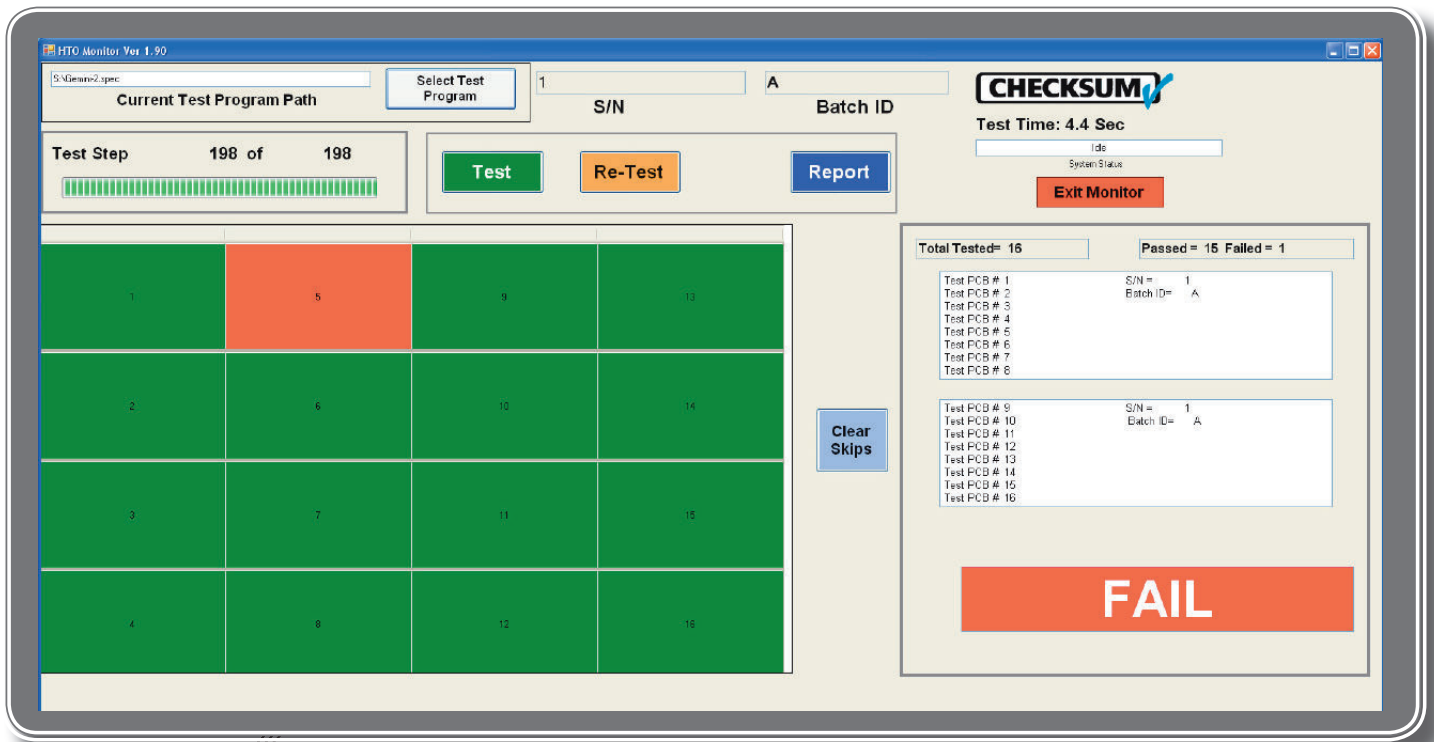 HTO Monitor Ver 1.90
S:\Gemini-2.spec
Current Test Program Path
Select Test
Program
1
S/N
A
Batch ID
CHECKSUM
Test Time: 4.4 Sec
Idle
System Status
Exit Monitor
Test Step 198 of 198
Test
Re-Test
Report
1 5 9 13
2 6 10 14
3 7 11 15
4 8 12 16
Clear
Skips
Total Tested= 16
Passed = 15 Failed = 1
Test PCB # 1 S/N = 1
Test PCB # 2 Batch ID= A
Test PCB # 3
Test PCB # 4
Test PCB # 5
Test PCB # 6
Test PCB # 7
Test PCB # 8
Test PCB # 9 S/N = 1
Test PCB # 10 Batch ID= A
Test PCB # 11
Test PCB # 12
Test PCB # 13
Test PCB # 14
Test PCB # 15
Test PCB # 16
FAIL